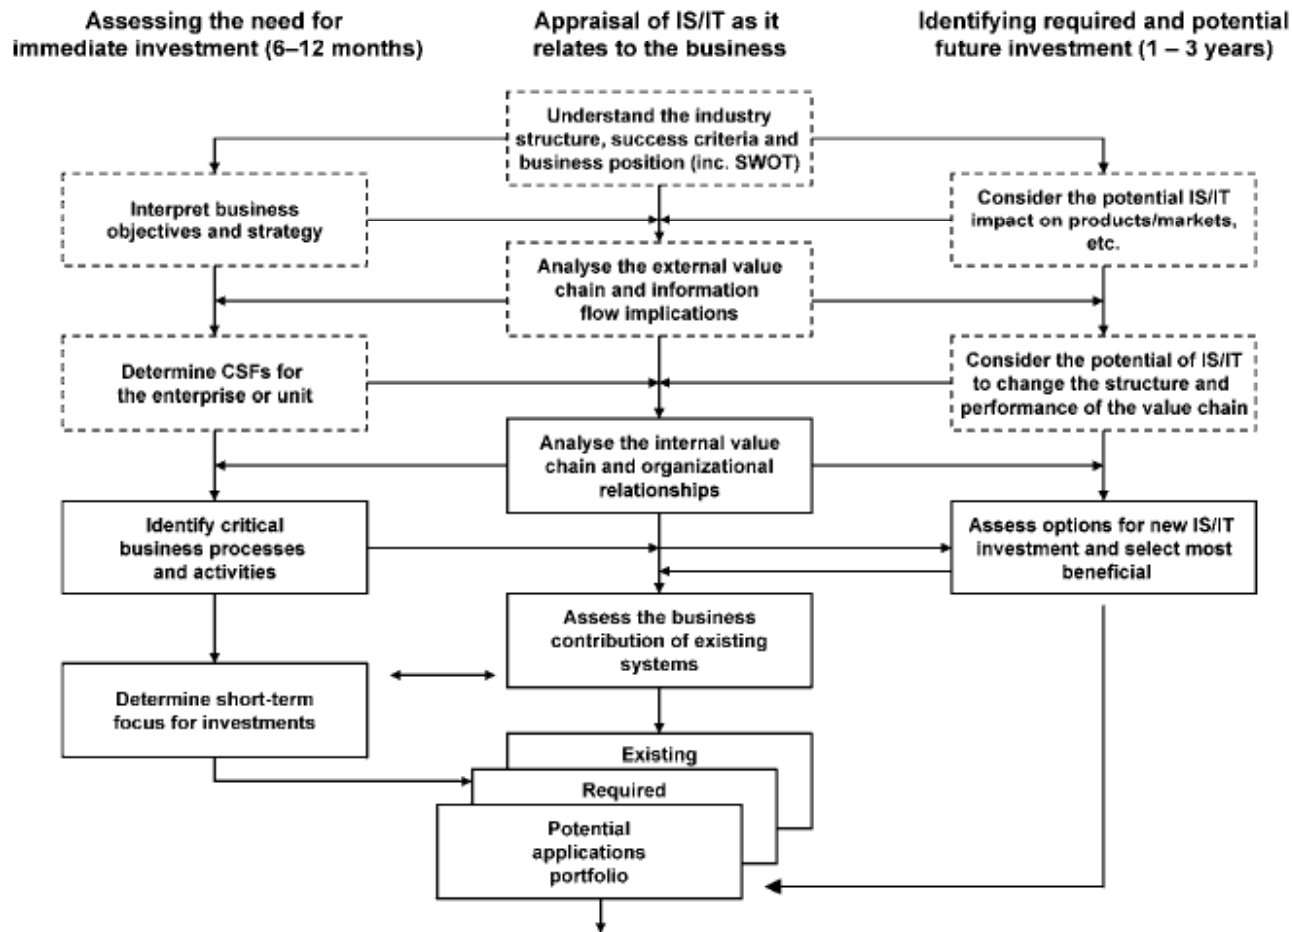 Assessing the need for
immediate investment (6–12 months)
Appraisal of IS/IT as it
relates to the business
Identifying required and potential
future investment (1 – 3 years)
Understand the industry
structure, success criteria and
business position (inc. SWOT)
Interpret business
objectives and strategy
Consider the potential IS/IT
impact on products/markets,
etc.
Analyse the external value
chain and information
flow implications
Determine CSFs for
the enterprise or unit
Consider the potential of IS/IT
to change the structure and
performance of the value chain
Analyse the internal value
chain and organizational
relationships
Identify critical
business processes
and activities
Assess options for new IS/IT
investment and select most
beneficial
Assess the business
contribution of existing
systems
Determine short-term
focus for investments
Existing
Required
Potential
applications
portfolio